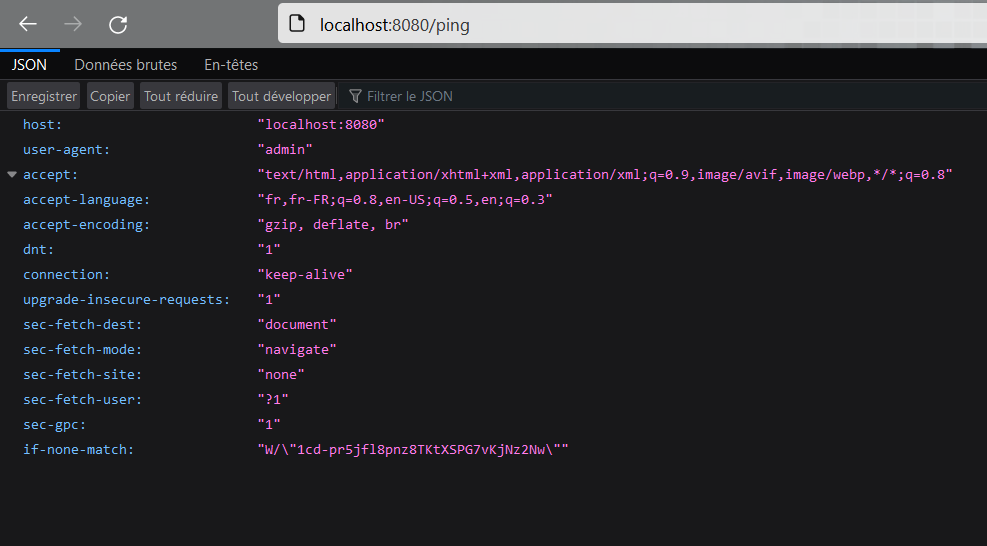 localhost:8080/ping
JSON Données brutes En-têtes
Enregistrer Copier Tout réduire Tout développer Filtrer le JSON
host: "localhost:8080"
user-agent: "admin"
accept: "text/html,application/xhtml+xml,application/xml;q=0.9,image/avif,image/webp,*/*;q=0.8"
accept-language: "fr,fr-FR;q=0.8,en-US;q=0.5,en;q=0.3"
accept-encoding: "gzip, deflate, br"
dnt: "1"
connection: "keep-alive"
upgrade-insecure-requests: "1"
sec-fetch-dest: "document"
sec-fetch-mode: "navigate"
sec-fetch-site: "none"
sec-fetch-user: "?1"
sec-gpc: "1"
if-none-match: "W/\"1cd-pr5jfl8pnz8TKtXSPG7vKjNz2Nw\""